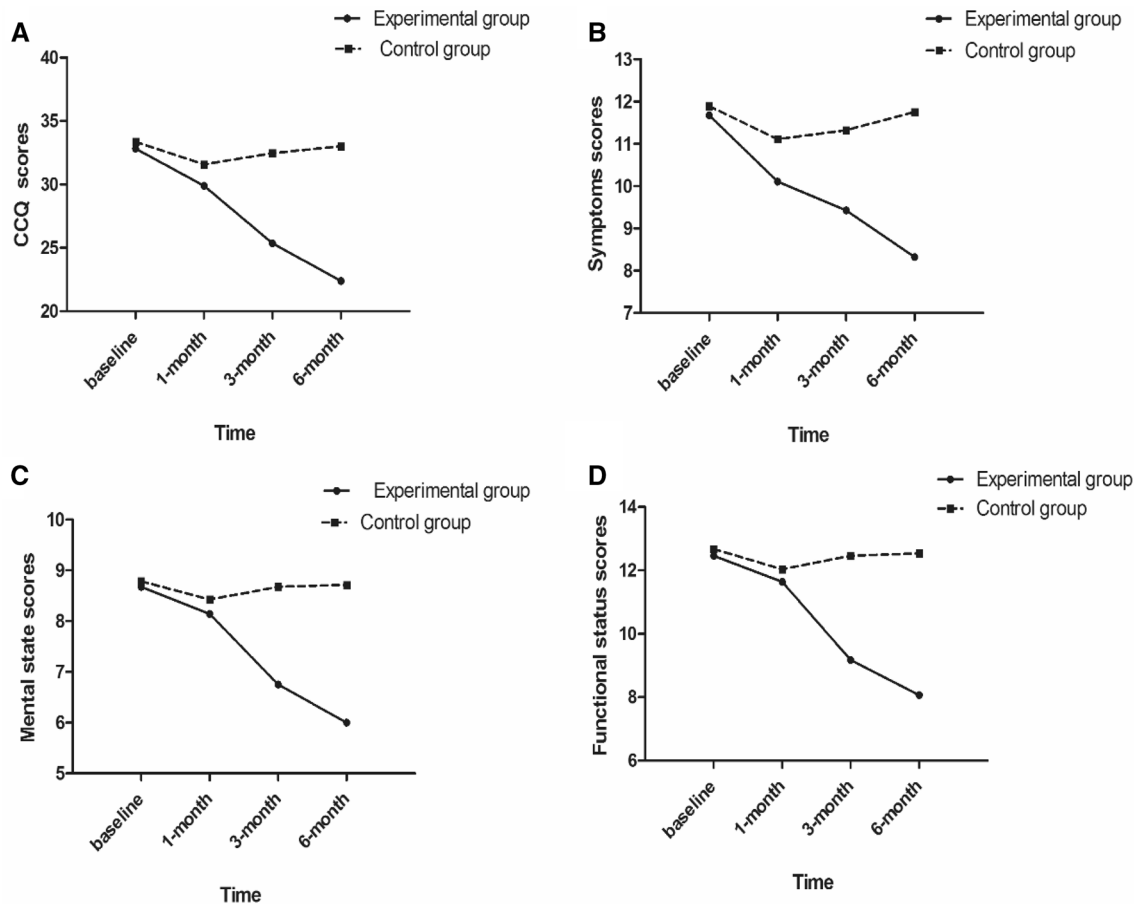 A
Experimental group
Control group
40
35
30
25
20
CCQ scores
baseline
1-month
3-month
6-month
Time
B
Experimental group
Control group
13
12
11
10
9
8
7
Symptoms scores
baseline
1-month
3-month
6-month
Time
C
Experimental group
Control group
10
9
8
7
6
5
Mental state scores
baseline
1-month
3-month
6-month
Time
D
Experimental group
Control group
14
12
10
8
6
Functional status scores
baseline
1-month
3-month
6-month
Time